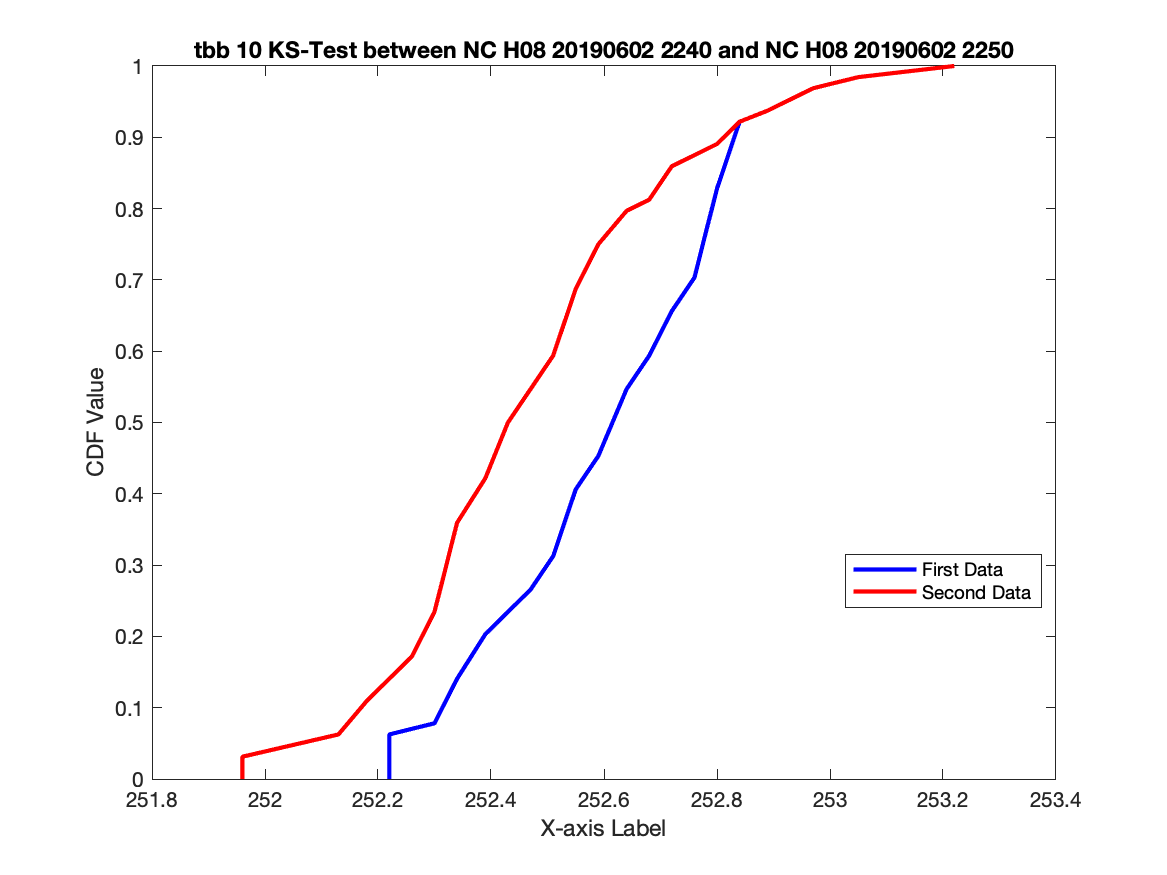 tbb 10 KS-Test between NC H08 20190602 2240 and NC H08 20190602 2250
1
0.9
0.8
0.7
0.6
0.5
0.4
0.3
0.2
0.1
0
CDF Value
First Data
Second Data
251.8 252 252.2 252.4 252.6 252.8 253 253.2 253.4
X-axis Label